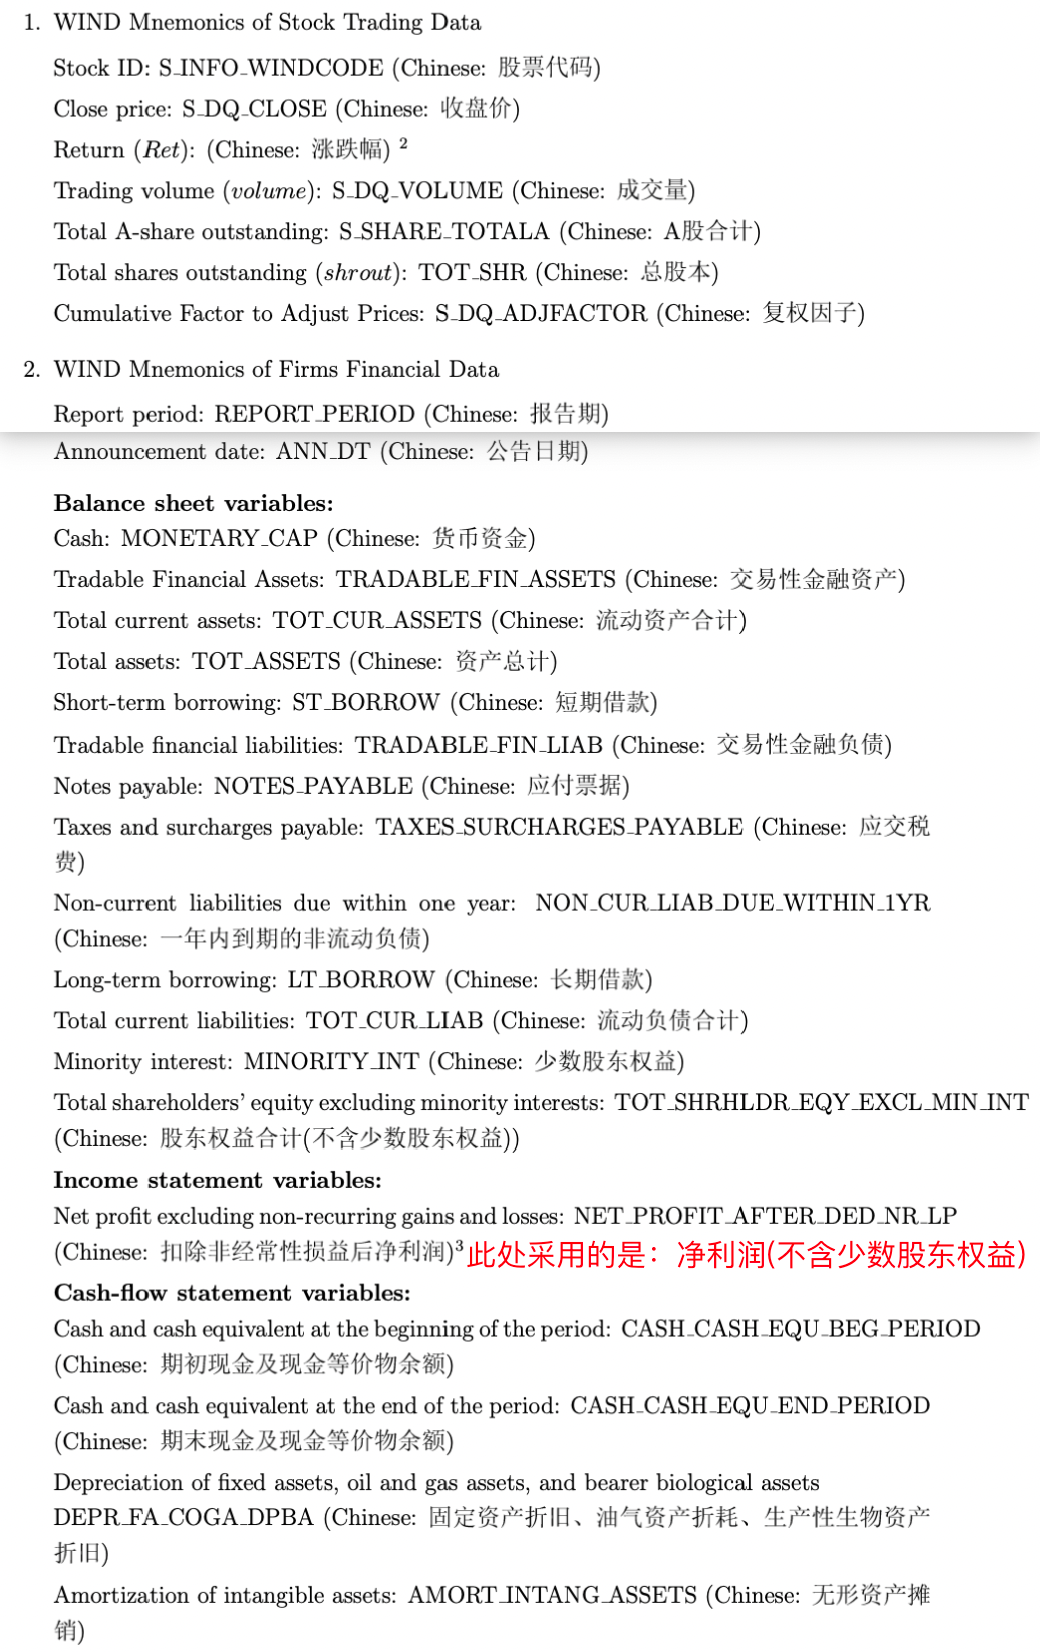 1. WIND Mnemonics of Stock Trading Data
Stock ID: S_INFO_WINDCODE (Chinese: 股票代码)
Close price: S_DQ_CLOSE (Chinese: 收盘价)
Return (Ret): (Chinese: 涨跌幅) 2
Trading volume (volume): S_DQ_VOLUME (Chinese: 成交量)
Total A-share outstanding: S_SHARE_TOTALA (Chinese: A股合计)
Total shares outstanding (shrout): TOT_SHR (Chinese: 总股本)
Cumulative Factor to Adjust Prices: S_DQ_ADJFACTOR (Chinese: 复权因子)
2. WIND Mnemonics of Firms Financial Data
Report period: REPORT_PERIOD (Chinese: 报告期)
Announcement date: ANN_DT (Chinese: 公告日期)
Balance sheet variables:
Cash: MONETARY_CAP (Chinese: 货币资金)
Tradable Financial Assets: TRADABLE_FIN_ASSETS (Chinese: 交易性金融资产)
Total current assets: TOT_CUR_ASSETS (Chinese: 流动资产合计)
Total assets: TOT_ASSETS (Chinese: 资产总计)
Short-term borrowing: ST_BORROW (Chinese: 短期借款)
Tradable financial liabilities: TRADABLE_FIN_LIAB (Chinese: 交易性金融负债)
Notes payable: NOTES_PAYABLE (Chinese: 应付票据)
Taxes and surcharges payable: TAXES_SURCHARGES_PAYABLE (Chinese: 应交税
费)
Non-current liabilities due within one year: NON_CUR_LIAB_DUE_WITHIN_1YR
(Chinese: 一年内到期的非流动负债)
Long-term borrowing: LT_BORROW (Chinese: 长期借款)
Total current liabilities: TOT_CUR_LIAB (Chinese: 流动负债合计)
Minority interest: MINORITY_INT (Chinese: 少数股东权益)
Total shareholders' equity excluding minority interests: TOT_SHRHLDR_EQY_EXCL_MIN_INT
(Chinese: 股东权益合计(不含少数股东权益))
Income statement variables:
Net profit excluding non-recurring gains and losses: NET_PROFIT_AFTER_DED_NR_LP
(Chinese: 扣除非经常性损益后净利润)3 此处采用的是：净利润(不含少数股东权益)
Cash-flow statement variables:
Cash and cash equivalent at the beginning of the period: CASH_CASH_EQU_BEG_PERIOD
(Chinese: 期初现金及现金等价物余额)
Cash and cash equivalent at the end of the period: CASH_CASH_EQU_END_PERIOD
(Chinese: 期末现金及现金等价物余额)
Depreciation of fixed assets, oil and gas assets, and bearer biological assets
DEPR_FA_COGA_DPBA (Chinese: 固定资产折旧、油气资产折耗、生产性生物资产
折旧)
Amortization of intangible assets: AMORT_INTANG_ASSETS (Chinese: 无形资产摊
销)